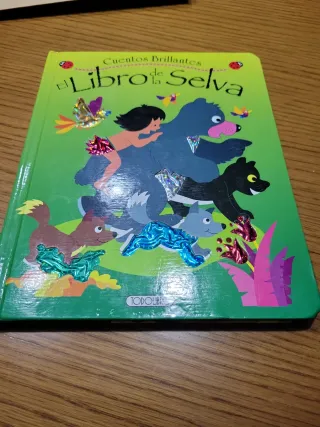 Cuentos Brillantes
El Libro de la Selva
TODOLIBRO